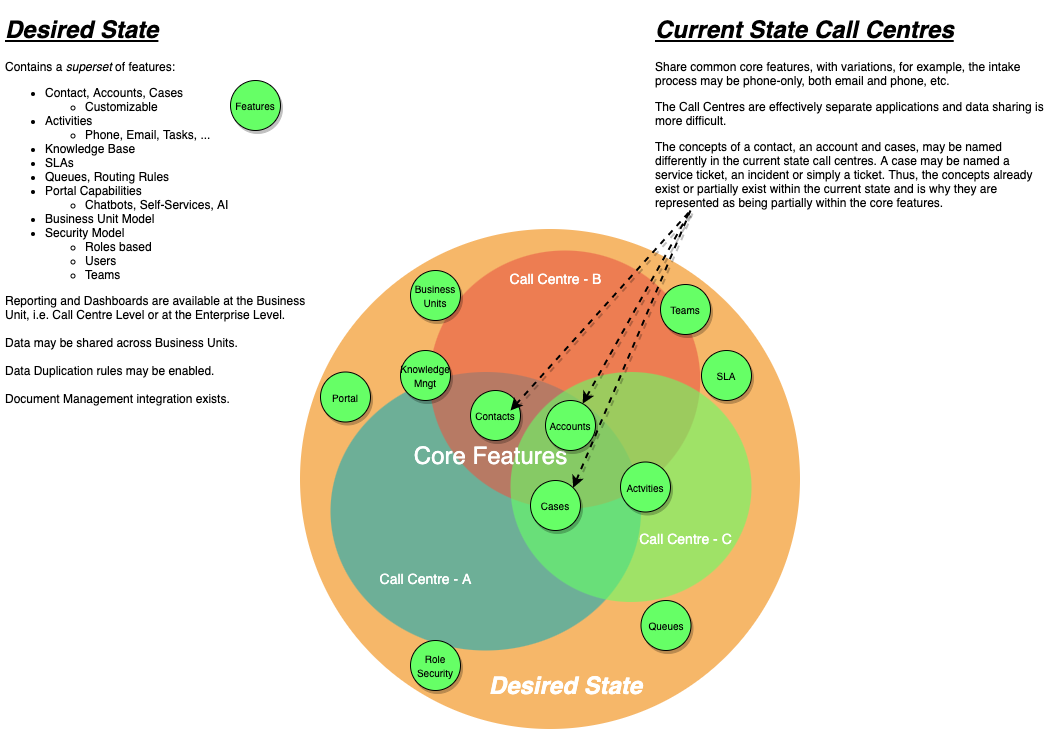 Desired State
Contains a superset of features:
Contact, Accounts, Cases
Customizable
Activities
Phone, Email, Tasks, ...
Knowledge Base
SLAs
Queues, Routing Rules
Portal Capabilities
Chatbots, Self-Services, AI
Business Unit Model
Security Model
Roles based
Users
Teams
Reporting and Dashboards are available at the Business
Unit, i.e. Call Centre Level or at the Enterprise Level.
Data may be shared across Business Units.
Data Duplication rules may be enabled.
Document Management integration exists.
Features
Current State Call Centres
Share common core features, with variations, for example, the intake
process may be phone-only, both email and phone, etc.
The Call Centres are effectively separate applications and data sharing is
more difficult.
The concepts of a contact, an account and cases, may be named
differently in the current state call centres. A case may be named a
service ticket, an incident or simply a ticket. Thus, the concepts already
exist or partially exist within the current state and is why they are
represented as being partially within the core features.
Call Centre - B
Business
Units
Teams
Knowledge
Mngt
SLA
Portal
Contacts
Accounts
Core Features
Actvities
Cases
Call Centre - C
Call Centre - A
Queues
Role
Security
Desired State